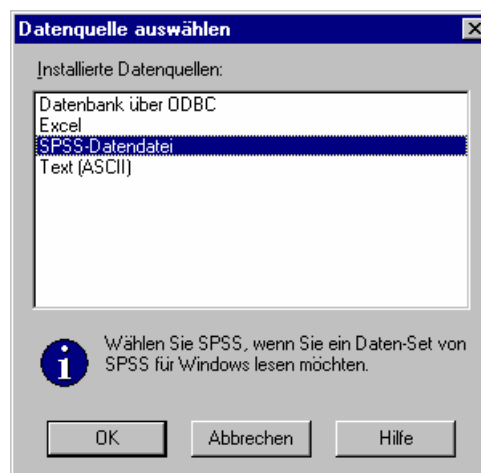 Datenquelle auswählen
Installierte Datenquellen:
Datenbank über ODBC
Excel
SPSS-Datendatei
Text (ASCII)
Wählen Sie SPSS, wenn Sie ein Daten-Set von
SPSS für Windows lesen möchten.
OK
Abbrechen
Hilfe